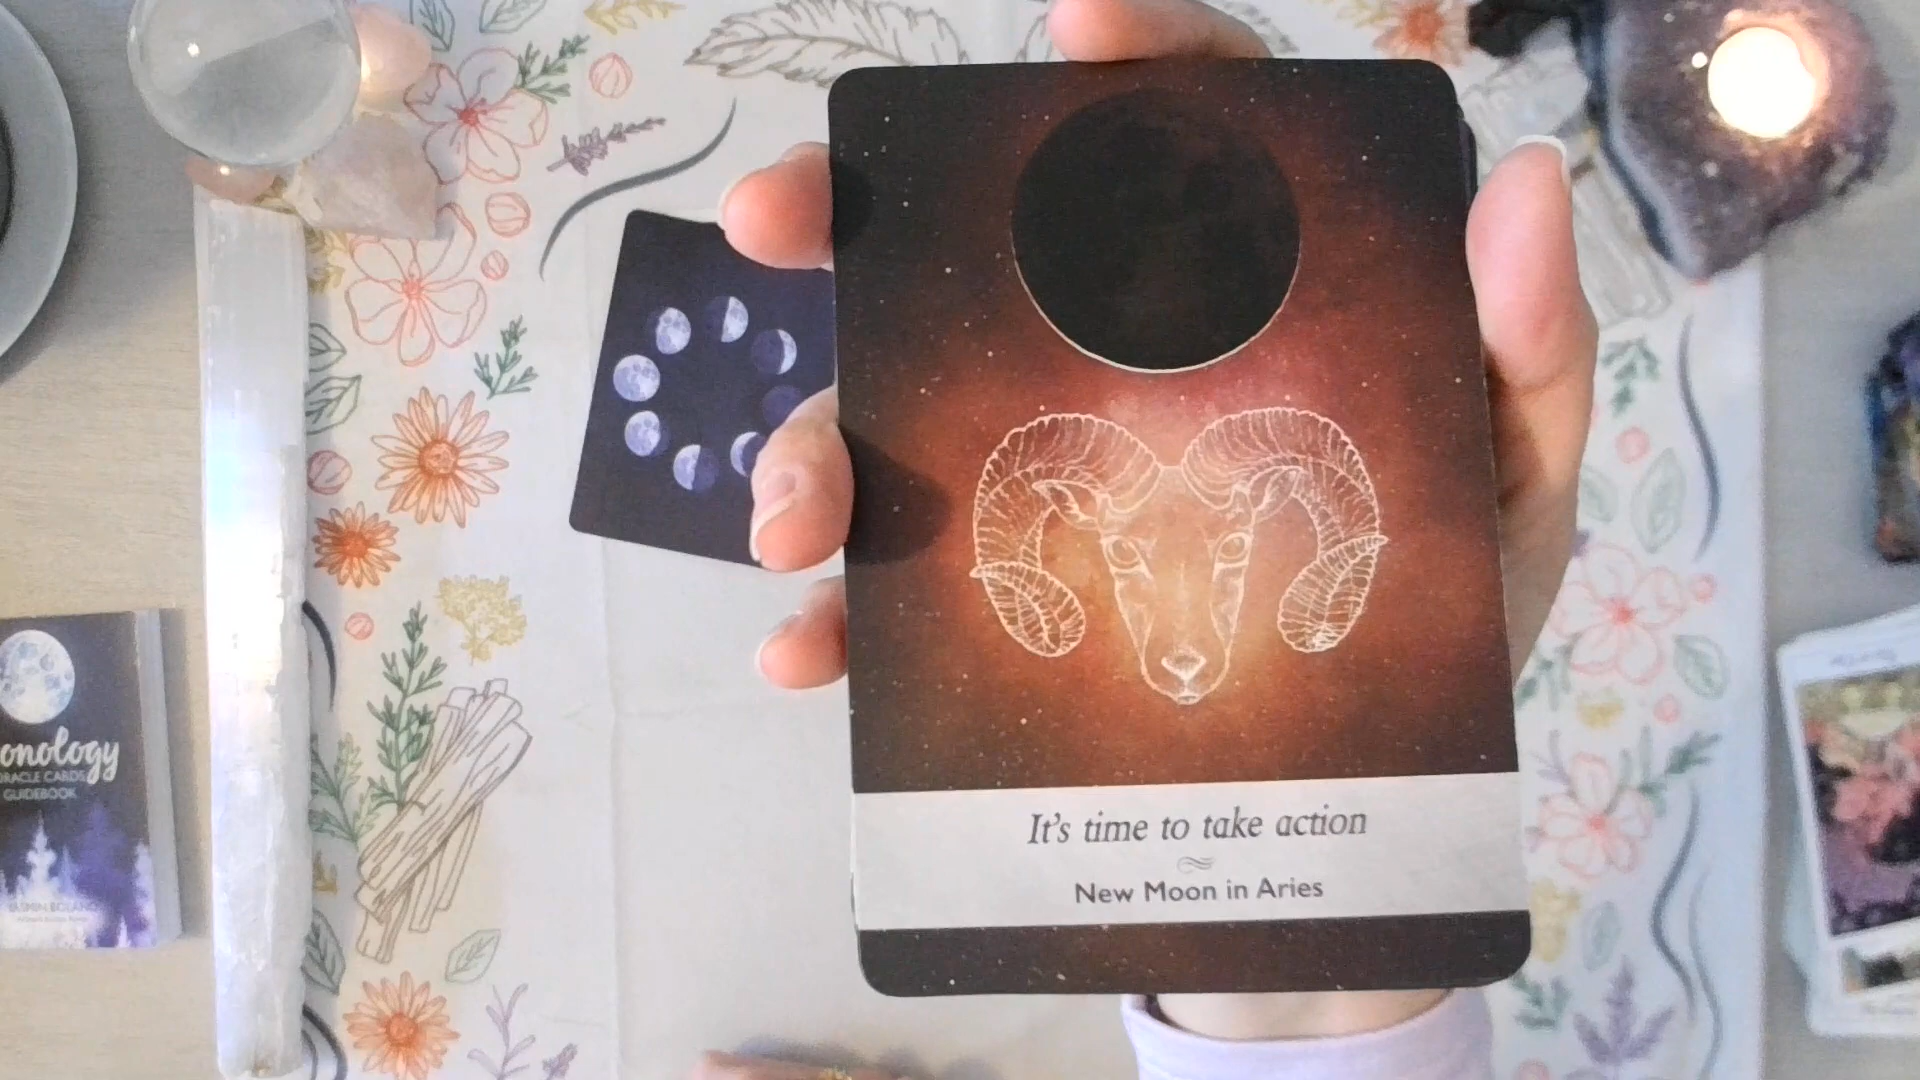 It's time to take action
New Moon in Aries
onology
ORACLE CARDS
GUIDEBOOK